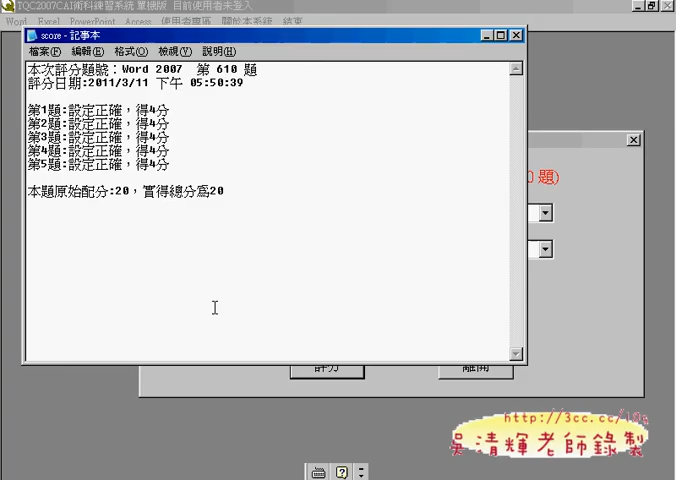 TQC2007CAI術科練習系統 單機版 目前使用者未登入
Word Excel PowerPoint Access 使用者專區 關於本系統 結束
score - 記事本
檔案(F) 編輯(E) 格式(O) 檢視(V) 說明(H)
本次評分題號：Word 2007 第 610 題
評分日期:2011/3/11 下午 05:50:39
第1題:設定正確，得4分
第2題:設定正確，得4分
第3題:設定正確，得4分
第4題:設定正確，得4分
第5題:設定正確，得4分
本題原始配分:20，實得總分為20
0 題)
評分 離開
吳清輝老師錄製